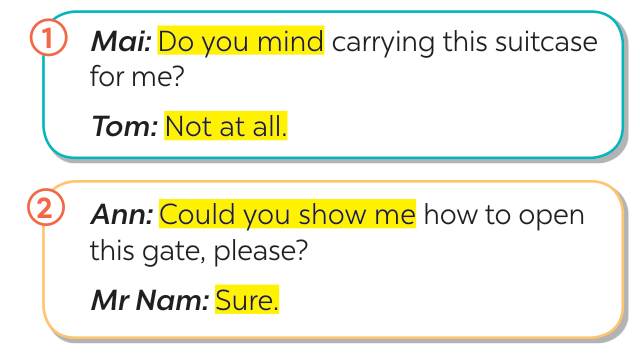 1
Mai: Do you mind carrying this suitcase
for me?
Tom: Not at all.
2
Ann: Could you show me how to open
this gate, please?
Mr Nam: Sure.